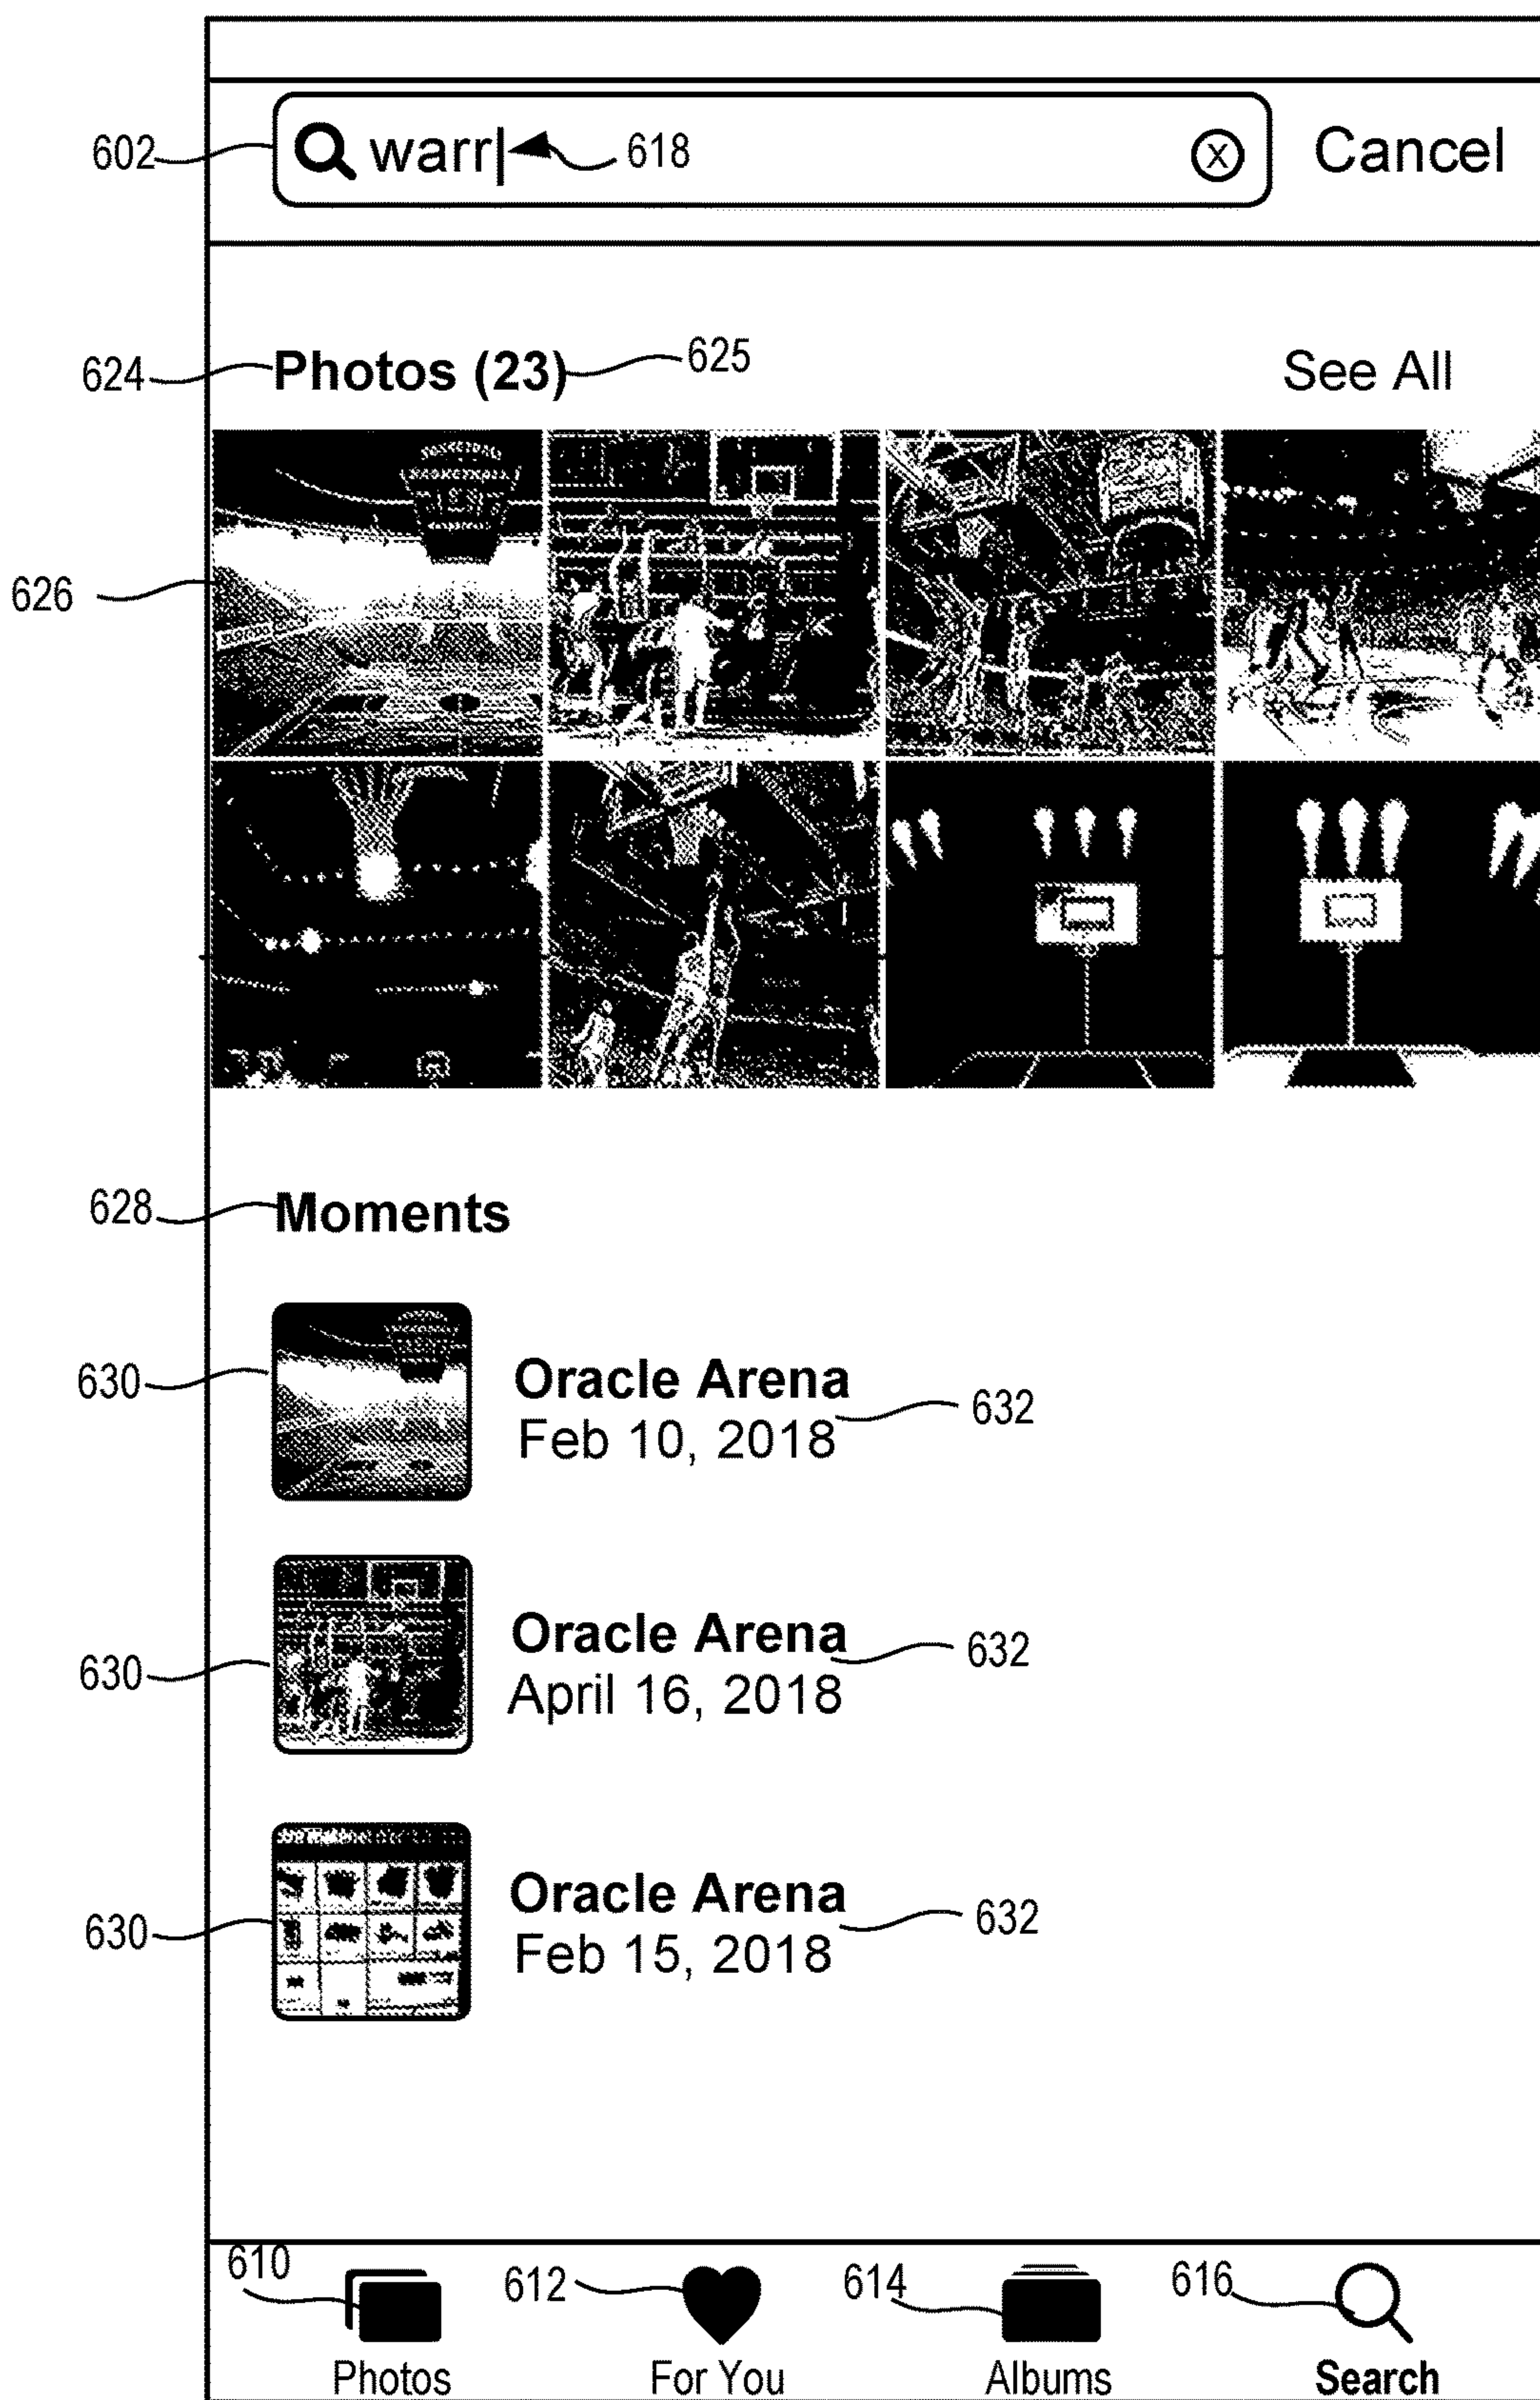 602 warr 618 X Cancel
624 Photos (23) 625 See All
626
628 Moments
630 Oracle Arena
Feb 10, 2018 632
630 Oracle Arena 632
April 16, 2018
630 Oracle Arena 632
Feb 15, 2018
610 612 614 616
Photos For You Albums Search